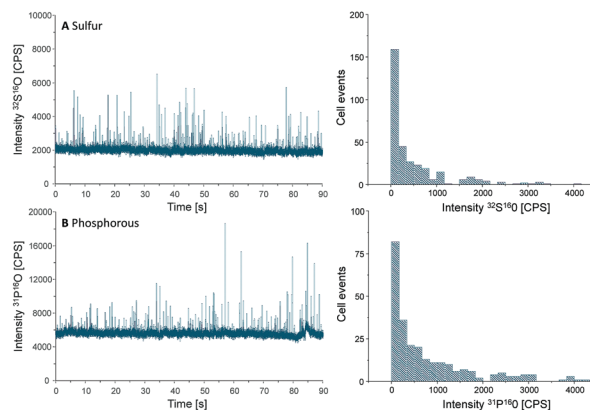 A Sulfur
Intensity ³²S¹⁶O [CPS]
10000
8000
6000
4000
2000
0
0 10 20 30 40 50 60 70 80 90
Time [s]
Cell events
200
150
100
50
0
0 1000 2000 3000 4000
Intensity ³²S¹⁶0 [CPS]
B Phosphorous
Intensity ³¹P¹⁶O [CPS]
20000
16000
12000
8000
4000
0
0 10 20 30 40 50 60 70 80 90
Time [s]
Cell events
100
75
50
25
0
0 1000 2000 3000 4000
Intensity ³¹P¹⁶0 [CPS]